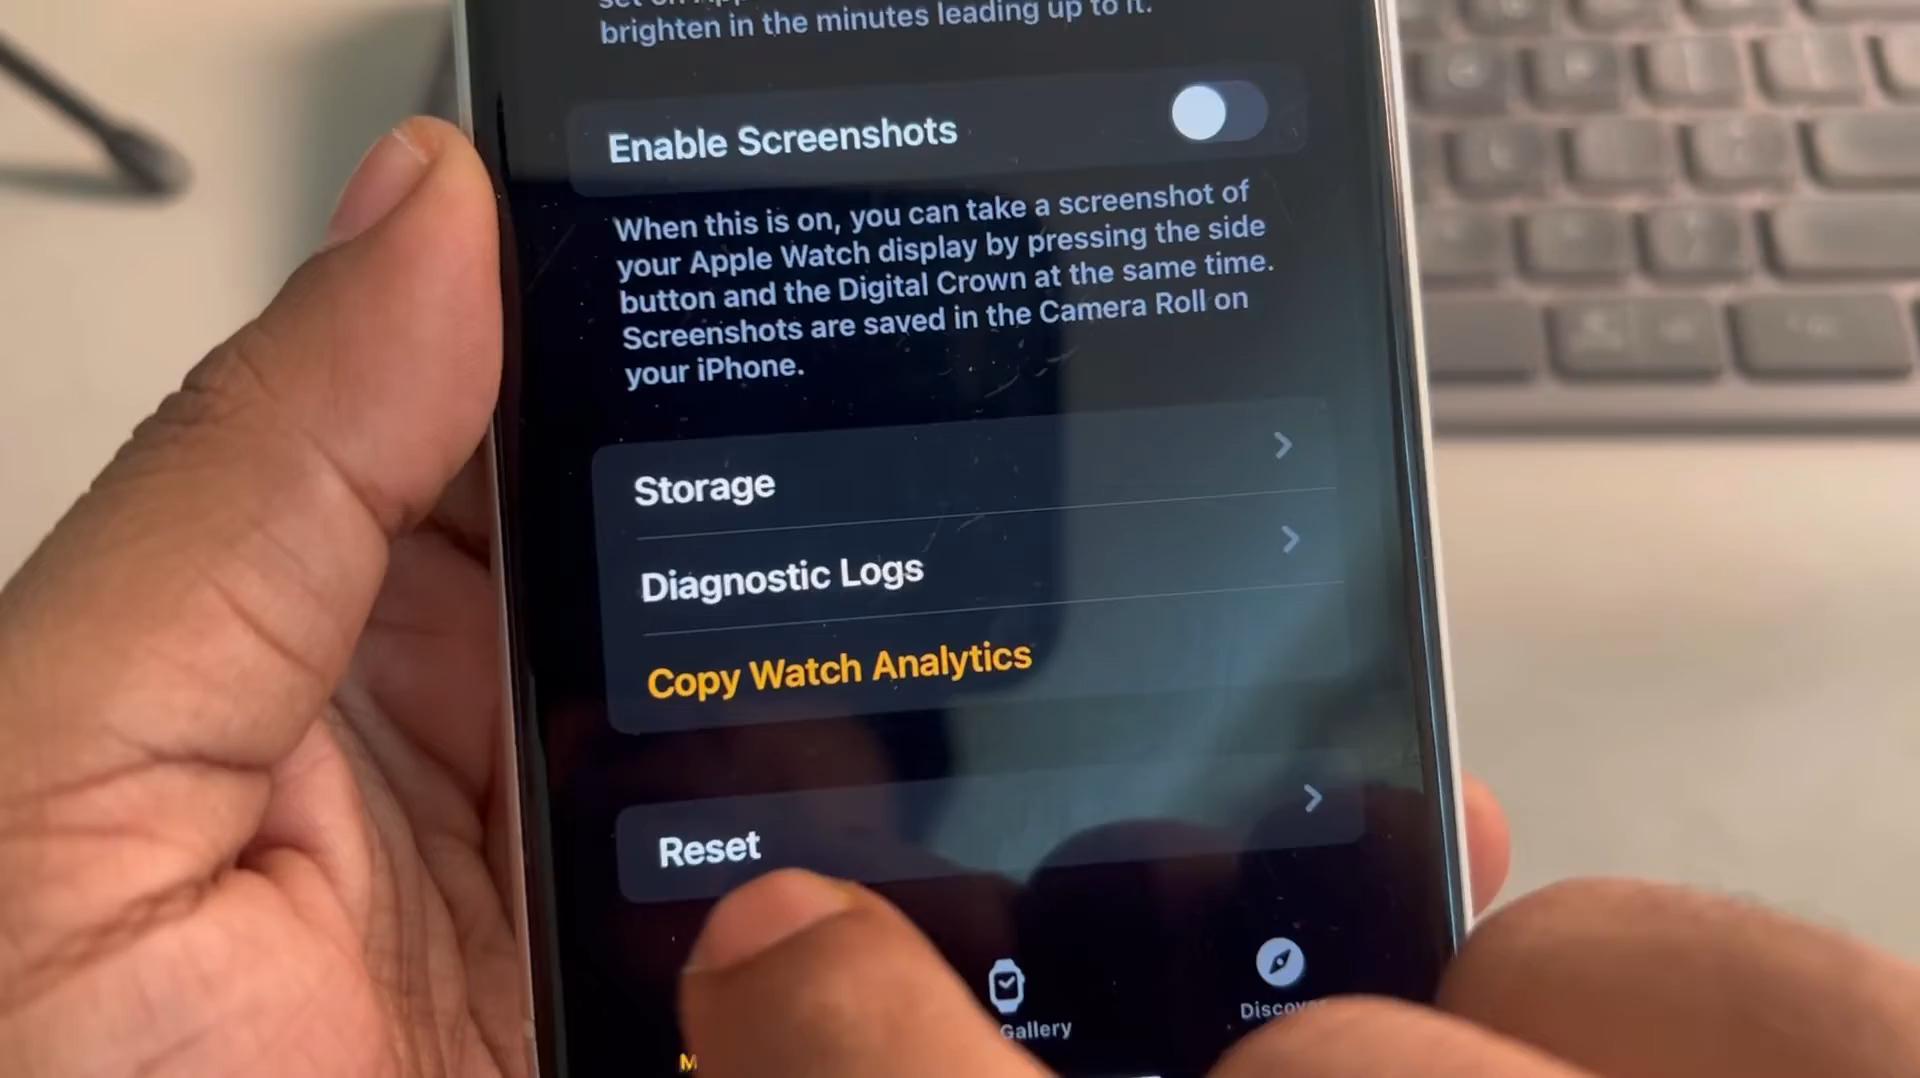 brighten in the minutes leading up to it.
Enable Screenshots
When this is on, you can take a screenshot of
your Apple Watch display by pressing the side
button and the Digital Crown at the same time.
Screenshots are saved in the Camera Roll on
your iPhone.
Storage
Diagnostic Logs
Copy Watch Analytics
Reset
Gallery